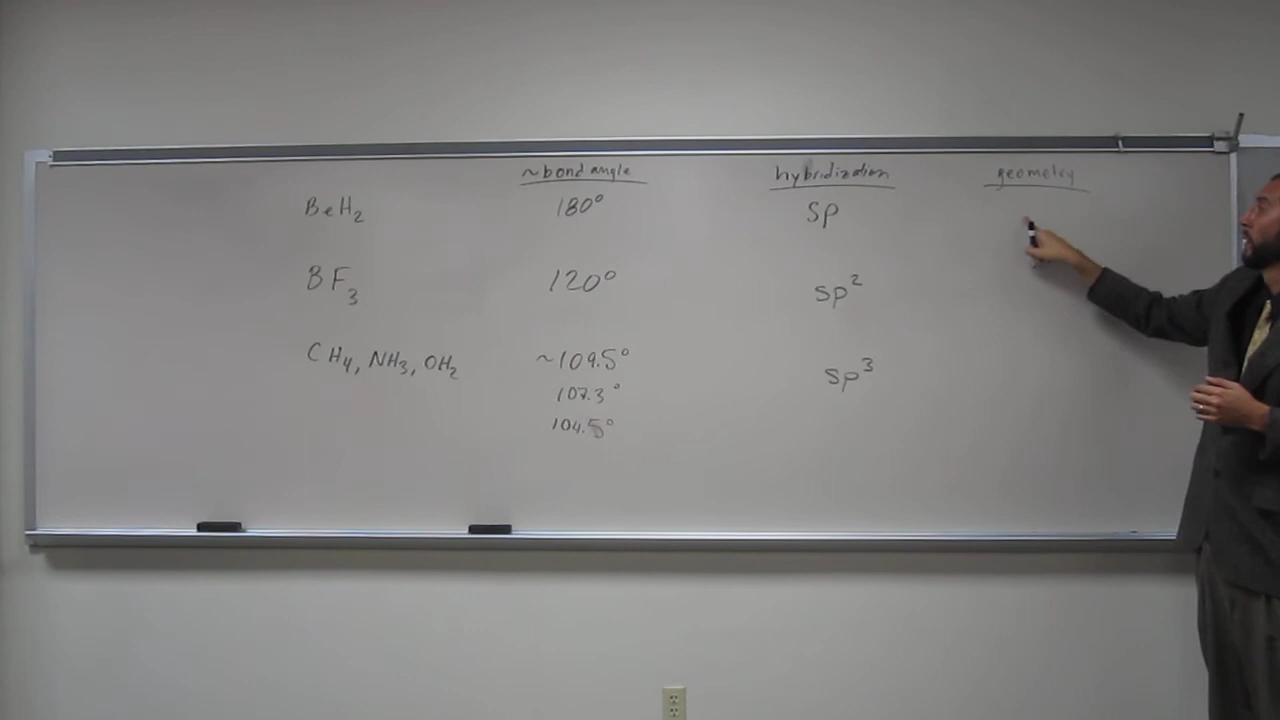 ~bond angle hybridization geometry
BeH₂ 180° sp
BF₃ 120° sp²
CH₄, NH₃, OH₂ ~109.5° sp³
107.3°
104.5°